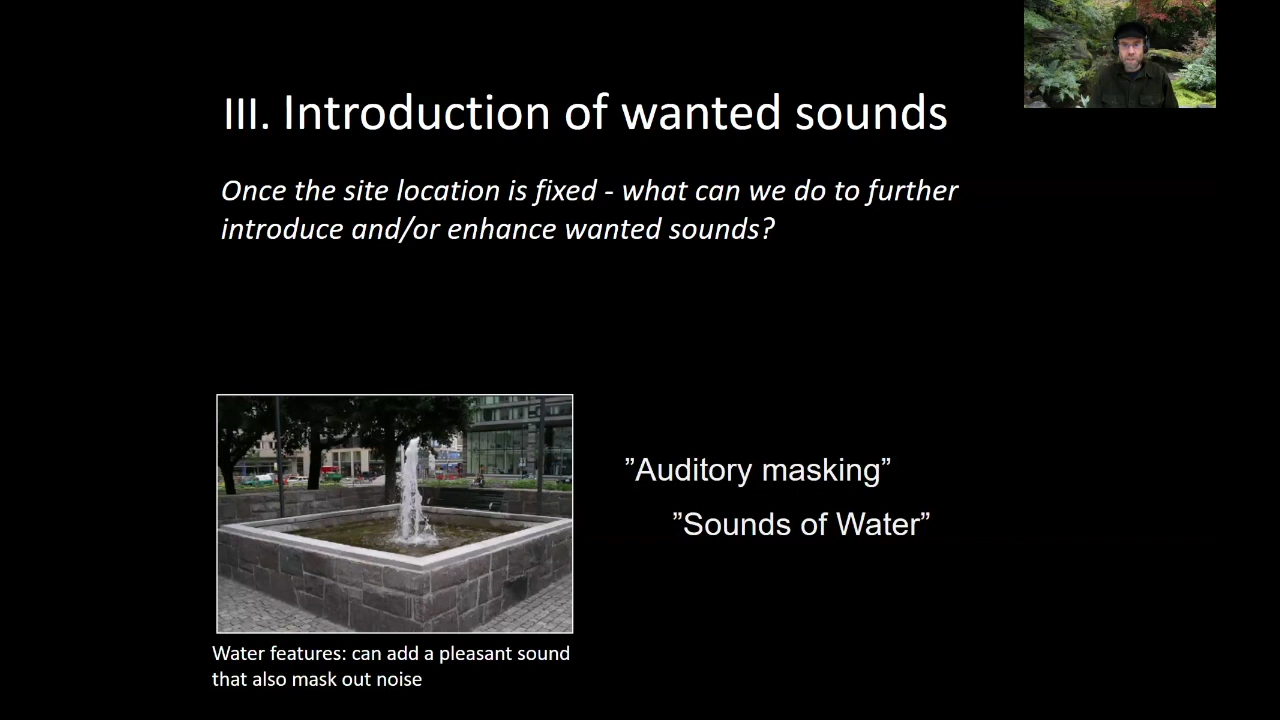 III. Introduction of wanted sounds
Once the site location is fixed - what can we do to further
introduce and/or enhance wanted sounds?
”Auditory masking”
”Sounds of Water”
Water features: can add a pleasant sound
that also mask out noise